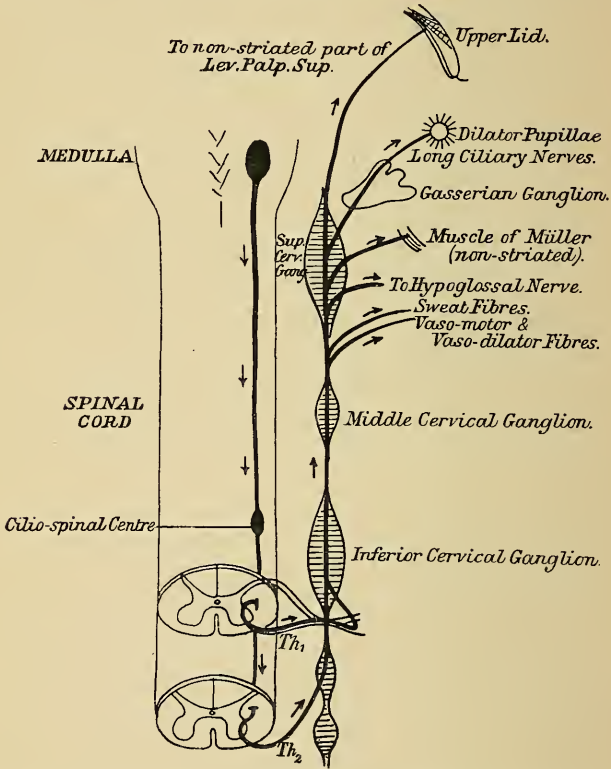 Upper Lid.
To non-striated part of
Lev. Palp. Sup.
MEDULLA
Dilator Pupillae
Long Ciliary Nerves.
Gasserian Ganglion.
Sup.
Cerv.
Gang
Muscle of Müller
(non-striated).
To Hypoglossal Nerve.
Sweat Fibres.
Vaso-motor &
Vaso-dilator Fibres.
SPINAL
CORD
Middle Cervical Ganglion.
Cilio-spinal Centre
Inferior Cervical Ganglion.
Th1
Th2